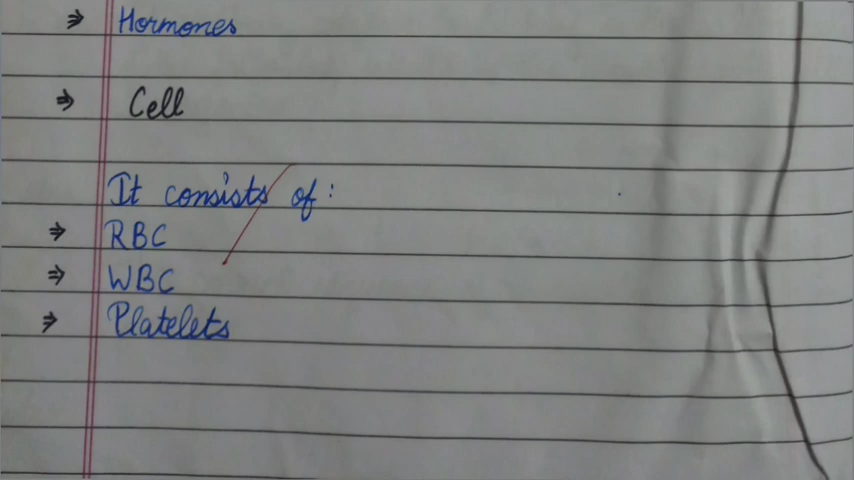 ⇒ Hormones
⇒ Cell
It consists of:
⇒ RBC
⇒ WBC
⇒ Platelets